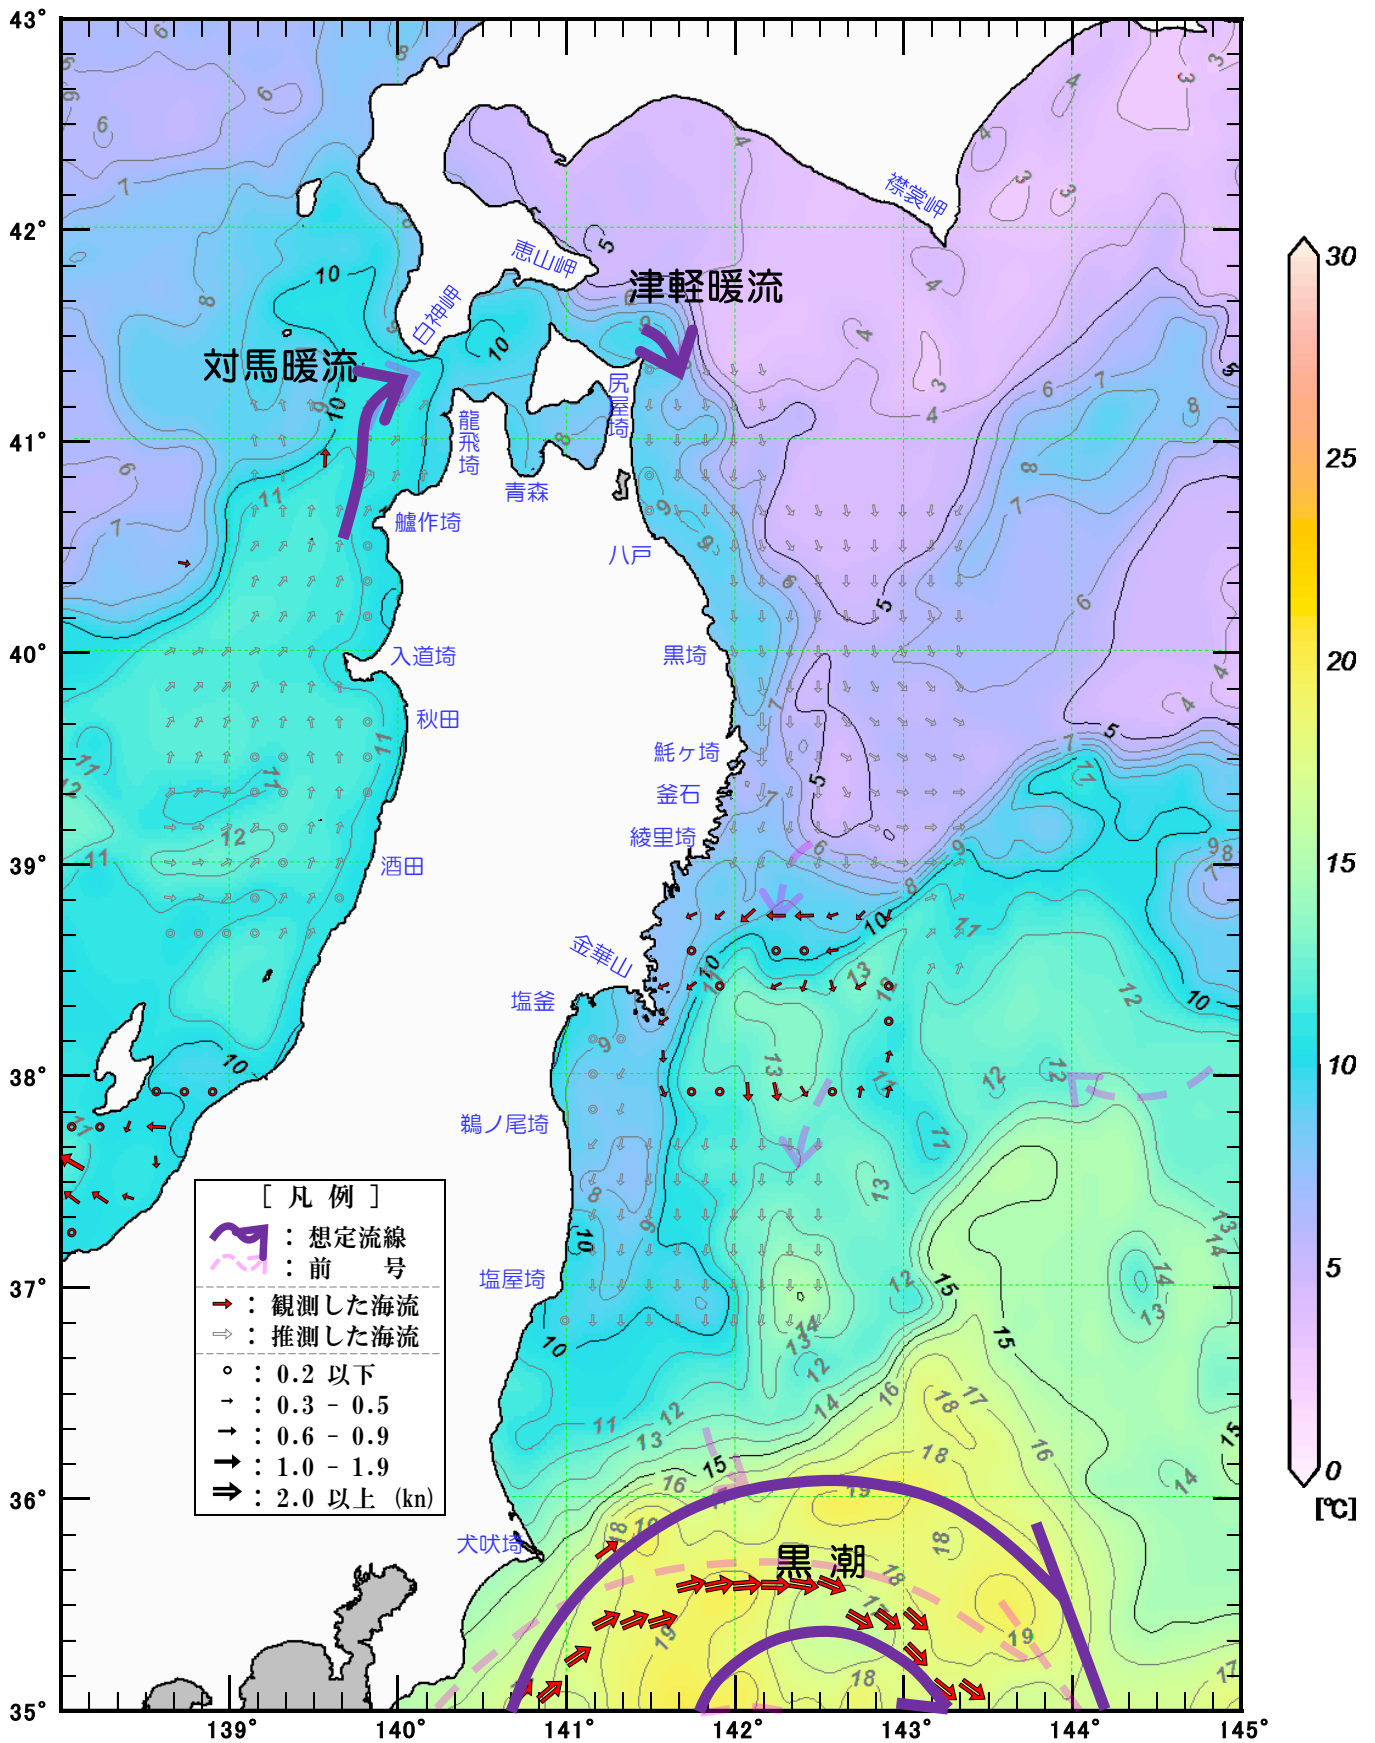 43°
42°
41°
40°
39°
38°
37°
36°
35°
139°
140°
141°
142°
143°
144°
145°
襟裳岬
恵山岬
白神岬
津軽暖流
対馬暖流
尻屋埼
龍飛埼
青森
艫作埼
八戸
入道埼
黒埼
秋田
魹ヶ埼
釜石
綾里埼
酒田
金華山
塩釜
鵜ノ尾埼
塩屋埼
犬吠埼
黒潮
[ 凡 例 ]
: 想定流線
: 前 号
: 観測した海流
: 推測した海流
: 0.2 以下
: 0.3 - 0.5
: 0.6 - 0.9
: 1.0 - 1.9
: 2.0 以上 (kn)
30
25
20
15
10
5
0
[℃]